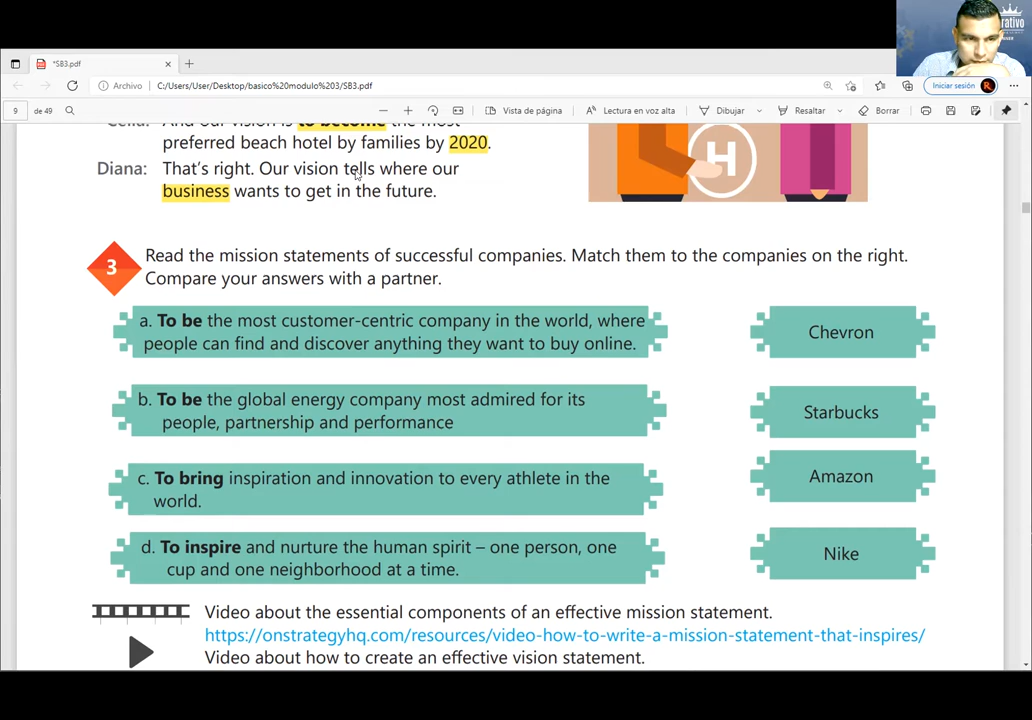 rativo
*SB3.pdf
Archivo
C:/Users/User/Desktop/basico%20modulo%203/SB3.pdf
Iniciar sesión
R
9
de 49
Vista de página
Lectura en voz alta
Dibujar
Resaltar
Borrar
preferred beach hotel by families by 2020.
Diana: That's right. Our vision tells where our
business wants to get in the future.
H
3
Read the mission statements of successful companies. Match them to the companies on the right.
Compare your answers with a partner.
a. To be the most customer-centric company in the world, where
people can find and discover anything they want to buy online.
Chevron
b. To be the global energy company most admired for its
people, partnership and performance
Starbucks
c. To bring inspiration and innovation to every athlete in the
world.
Amazon
d. To inspire and nurture the human spirit – one person, one
cup and one neighborhood at a time.
Nike
Video about the essential components of an effective mission statement.
https://onstrategyhq.com/resources/video-how-to-write-a-mission-statement-that-inspires/
Video about how to create an effective vision statement.